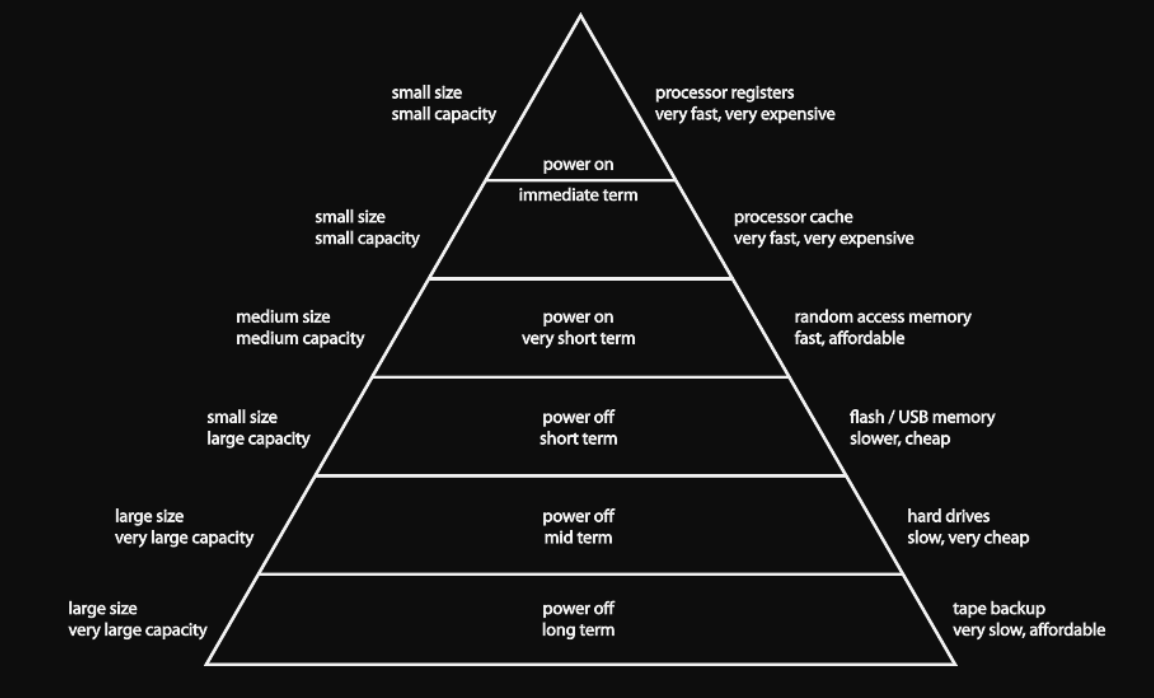 small size
small capacity
processor registers
very fast, very expensive
power on
immediate term
small size
small capacity
processor cache
very fast, very expensive
medium size
medium capacity
power on
very short term
random access memory
fast, affordable
small size
large capacity
power off
short term
flash / USB memory
slower, cheap
large size
very large capacity
power off
mid term
hard drives
slow, very cheap
large size
very large capacity
power off
long term
tape backup
very slow, affordable